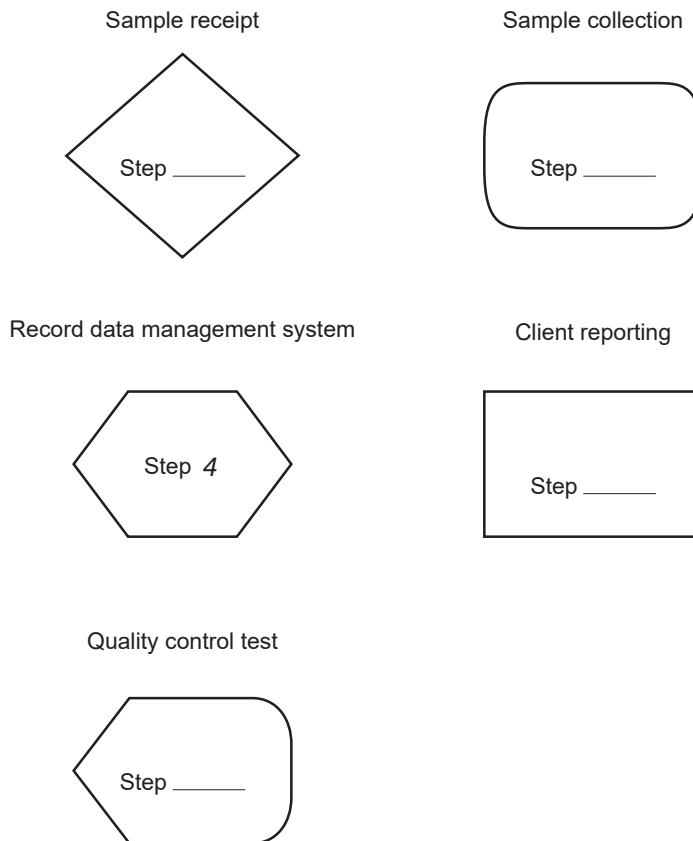 Sample receipt
Sample collection
Step ______
Step ______
Record data management system
Client reporting
Step 4
Step ______
Quality control test
Step ______